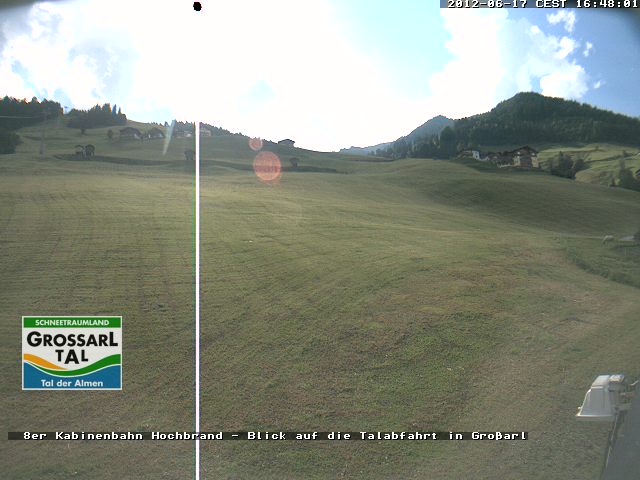 2012-06-17 CEST 16:48:01
SCHNEETRAUMLAND
GROSSARL
TAL
Tal der Almen
8er Kabinenbahn Hochbrand - Blick auf die Talabfahrt in Großarl